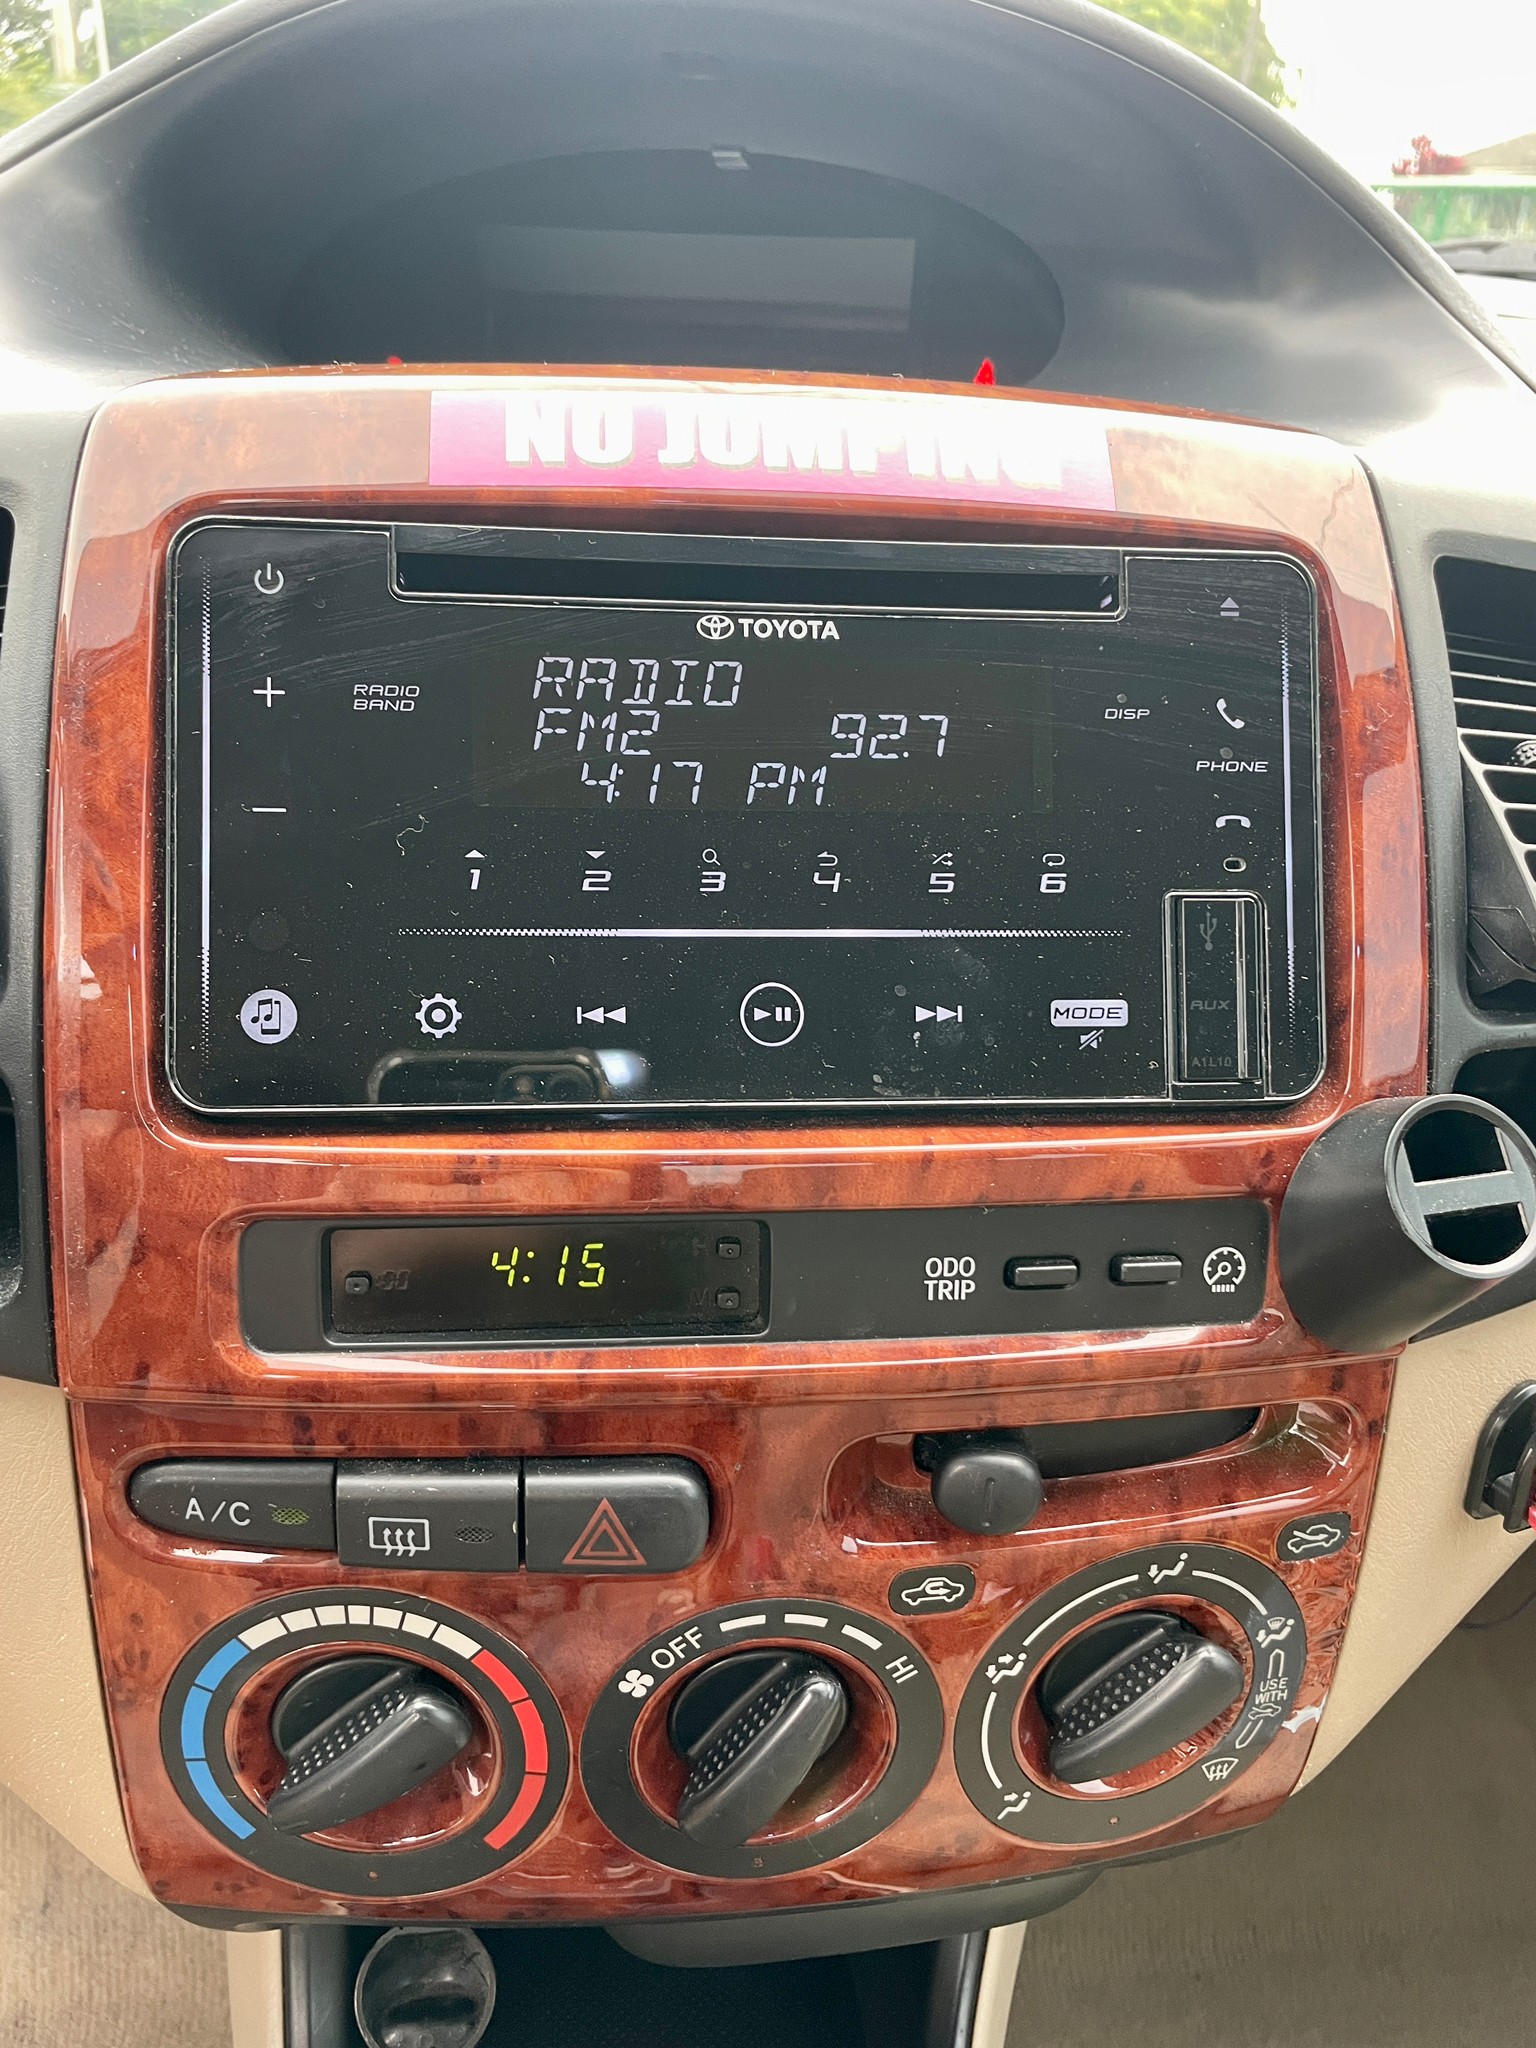 NO JUMPING
TOYOTA
RADIO
BAND
RADIO
FM2 92.7
4:17 PM
DISP
PHONE
1 2 3 4 5 6
MODE
AUX
A1L10
4:15
H
M
ODO
TRIP
A/C
OFF
HI
USE
WITH